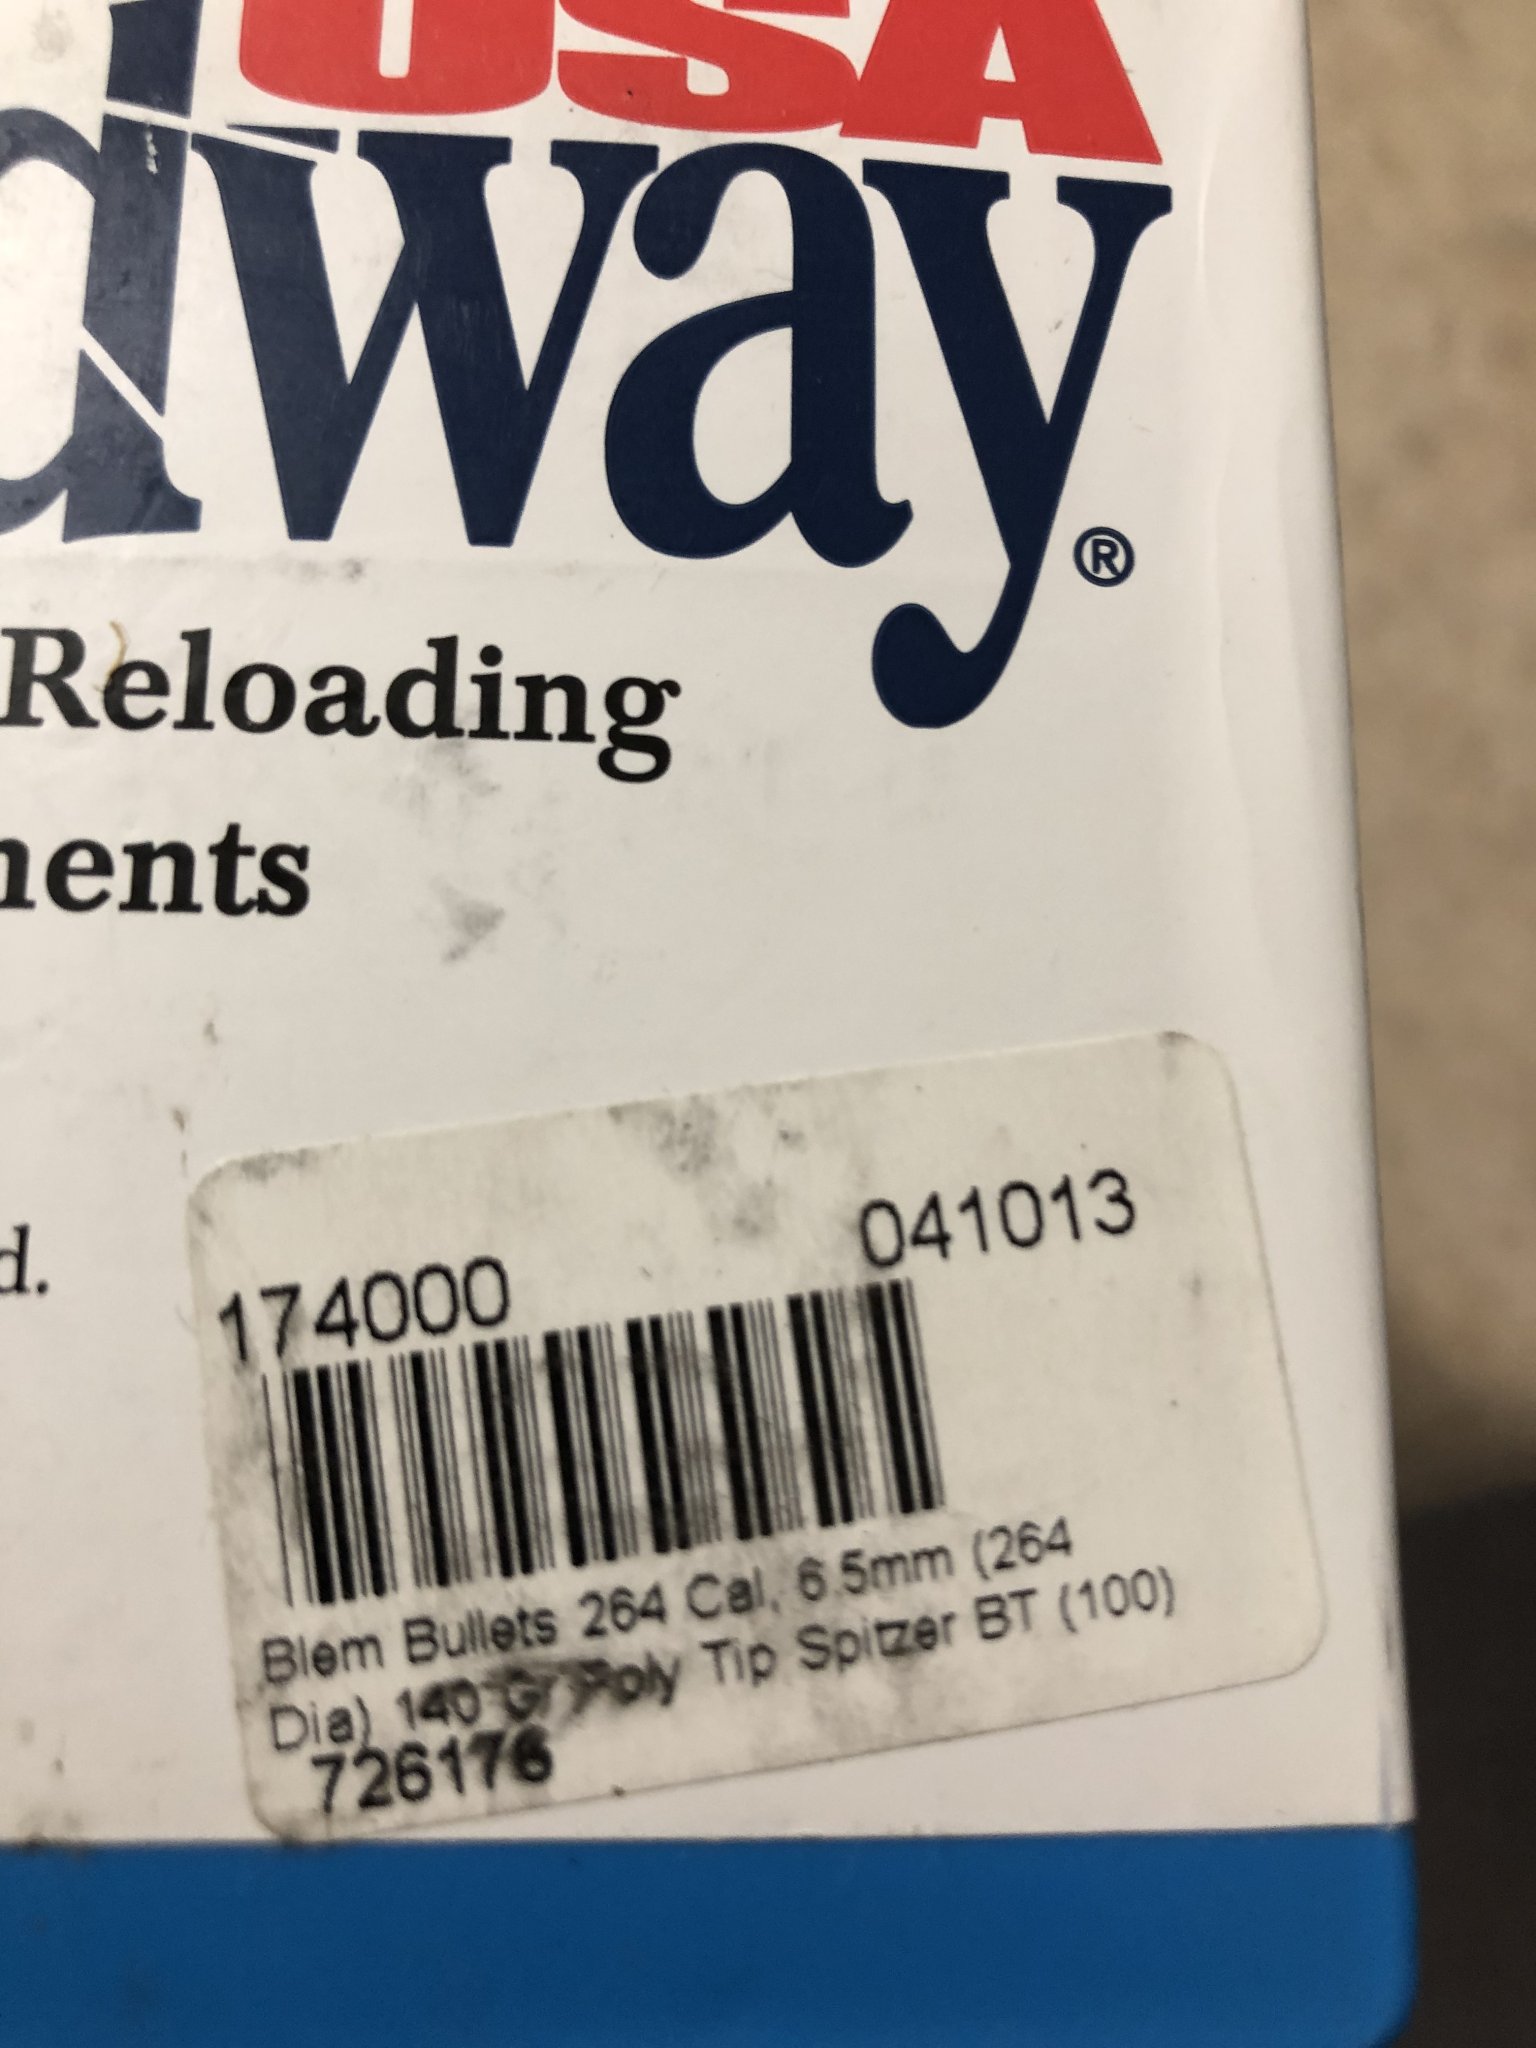 USA
dway®
Reloading
nents
d.
174000 041013
Blem Bullets 264 Cal, 6.5mm (264
Dia) 140 Gr Poly Tip Spitzer BT (100)
726176